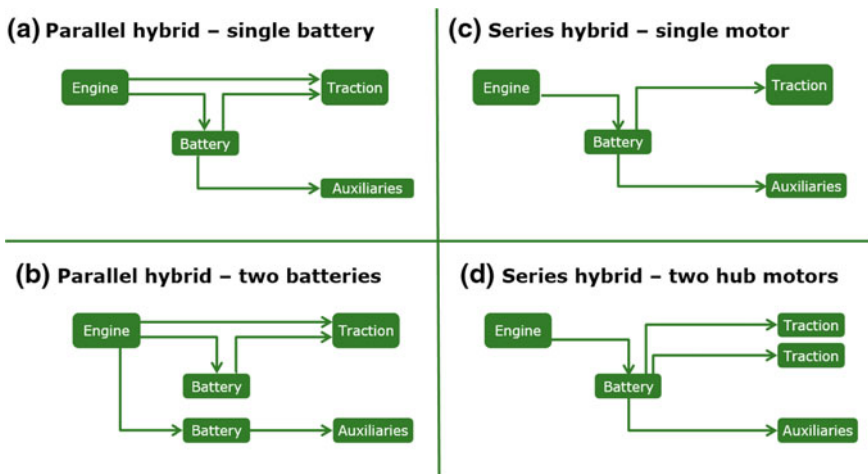 (a) Parallel hybrid – single battery
Engine
Traction
Battery
Auxiliaries
(c) Series hybrid – single motor
Engine
Traction
Battery
Auxiliaries
(b) Parallel hybrid – two batteries
Engine
Traction
Battery
Battery
Auxiliaries
(d) Series hybrid – two hub motors
Engine
Traction
Traction
Battery
Auxiliaries